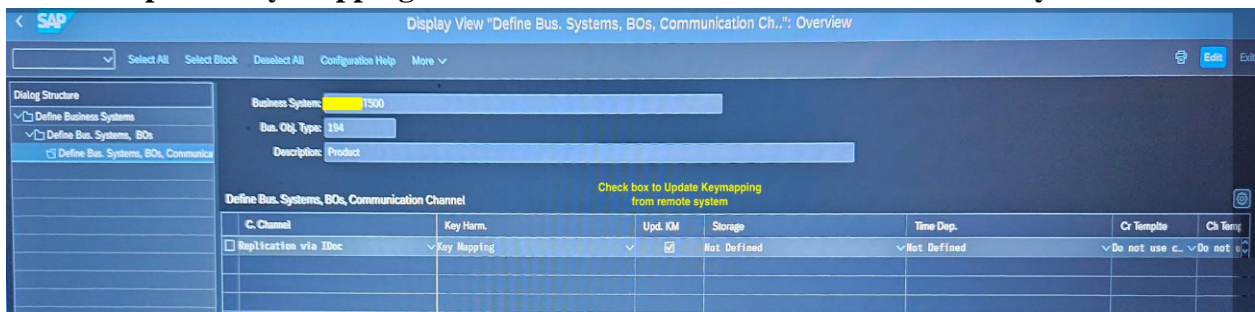 SAP
Display View "Define Bus. Systems, BOs, Communication Ch..": Overview
Select All Select Block Deselect All Configuration Help More
Edit Exit
Dialog Structure
Define Business Systems
Define Bus. Systems, BOs
Define Bus. Systems, BOs, Communica
Business System: T500
Bus. Obj. Type: 194
Description: Product
Check box to Update Keymapping
from remote system
Define Bus. Systems, BOs, Communication Channel
C. Channel Key Harm. Upd. KM Storage Time Dep. Cr Templte Ch Temp
Replication via IDoc Key Mapping Not Defined Not Defined Do not use c… Do not u